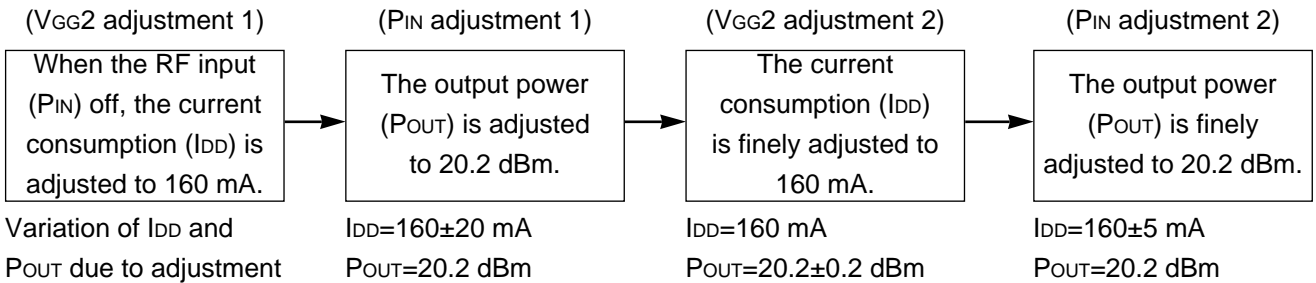 (VGG2 adjustment 1)
When the RF input
(PIN) off, the current
consumption (IDD) is
adjusted to 160 mA.
Variation of IDD and
POUT due to adjustment
(PIN adjustment 1)
The output power
(POUT) is adjusted
to 20.2 dBm.
IDD=160±20 mA
POUT=20.2 dBm
(VGG2 adjustment 2)
The current
consumption (IDD)
is finely adjusted to
160 mA.
IDD=160 mA
POUT=20.2±0.2 dBm
(PIN adjustment 2)
The output power
(POUT) is finely
adjusted to 20.2 dBm.
IDD=160±5 mA
POUT=20.2 dBm